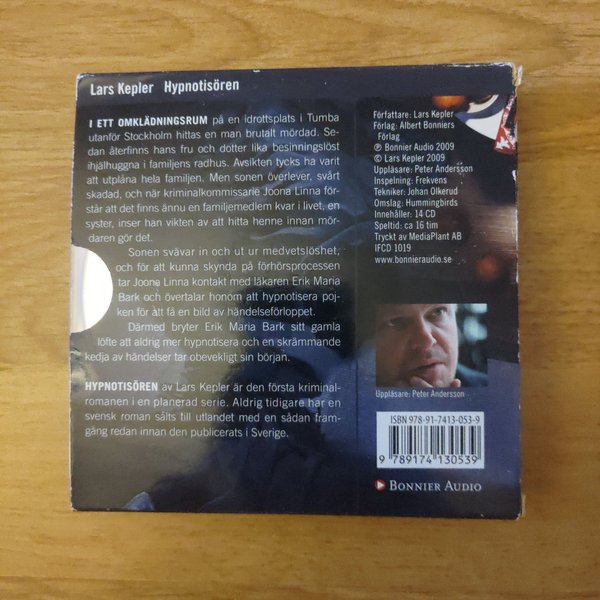 Lars Kepler Hypnotisören
I ETT OMKLÄDNINGSRUM på en idrottsplats i Tumba
utanför Stockholm hittas en man brutalt mördad. Se-
dan återfinns hans fru och dotter lika besinningslöst
ihjälhuggna i familjens radhus. Avsikten tycks ha varit
att utplåna hela familjen. Men sonen överlever, svårt
skadad, och när kriminalkommissarie Joona Linna för-
står att det finns ännu en familjemedlem kvar i livet, en
syster, inser han vikten av att hitta henne innan mör-
daren gör det.
Sonen svävar in och ut ur medvetslöshet,
och för att kunna skynda på förhörsprocessen
tar Joona Linna kontakt med läkaren Erik Maria
Bark och övertalar honom att hypnotisera poj-
ken för att få en bild av händelseförloppet.
Därmed bryter Erik Maria Bark sitt gamla
löfte att aldrig mer hypnotisera och en skrämmande
kedja av händelser tar obevekligt sin början.
HYPNOTISÖREN av Lars Kepler är den första kriminal-
romanen i en planerad serie. Aldrig tidigare har en
svensk roman sålts till utlandet med en sådan fram-
gång redan innan den publicerats i Sverige.
Författare: Lars Kepler
Förlag: Albert Bonniers
Förlag
℗ Bonnier Audio 2009
© Lars Kepler 2009
Uppläsare: Peter Andersson
Inspelning: Frekvens
Tekniker: Johan Olkerud
Omslag: Hummingbirds
Innehåller: 14 CD
Speltid: ca 16 tim
Tryckt av MediaPlant AB
IFCD 1019
www.bonnieraudio.se
Uppläsare: Peter Andersson
ISBN 978-91-7413-053-9
9 789174 130539
BONNIER AUDIO